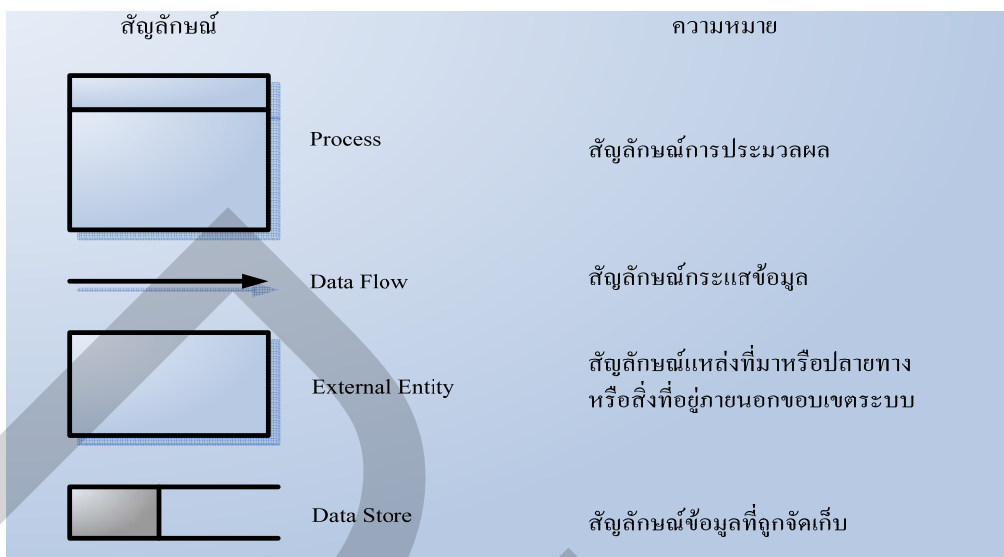 สัญลักษณ์ ความหมาย
Process สัญลักษณ์การประมวลผล
Data Flow สัญลักษณ์กระแสข้อมูล
External Entity สัญลักษณ์แหล่งที่มาหรือปลายทาง
หรือสิ่งที่อยู่ภายนอกขอบเขตระบบ
Data Store สัญลักษณ์ข้อมูลที่ถูกจัดเก็บ